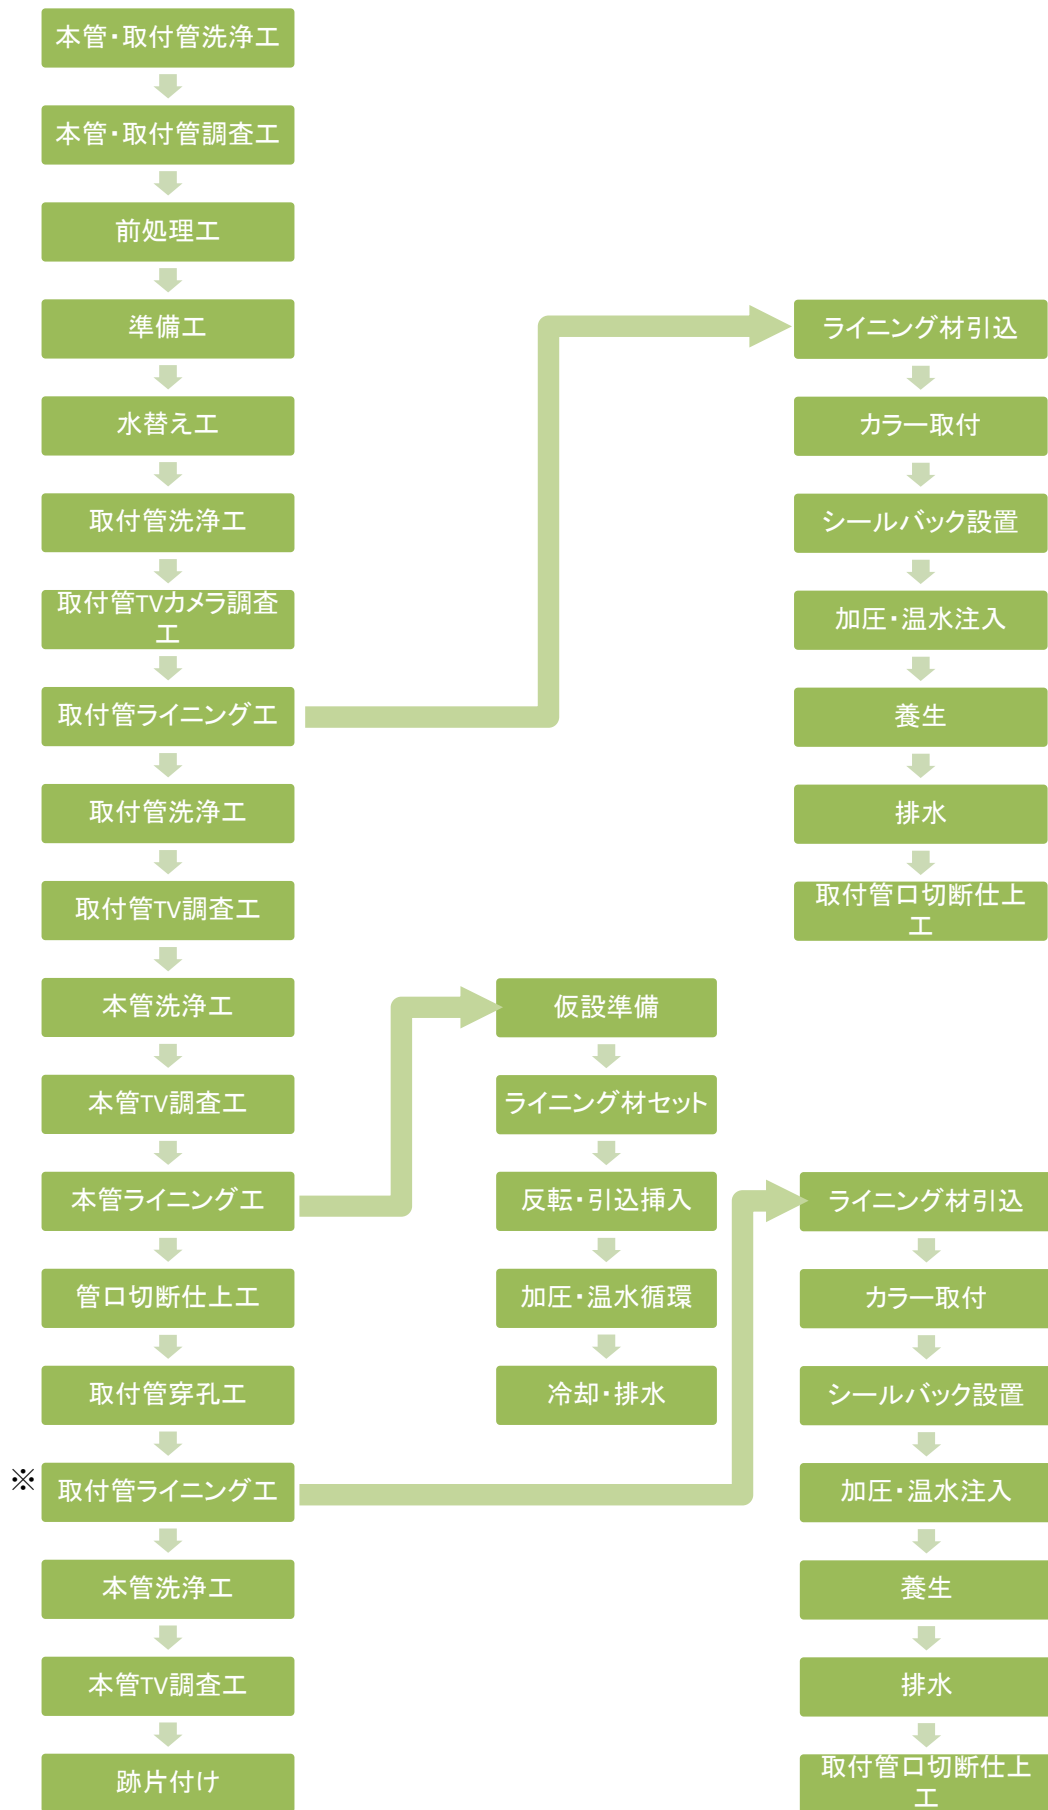 本管・取付管洗浄工
本管・取付管調査工
前処理工
準備工
水替え工
取付管洗浄工
取付管TVカメラ調査
工
取付管ライニング工
取付管洗浄工
取付管TV調査工
本管洗浄工
本管TV調査工
本管ライニング工
管口切断仕上工
取付管穿孔工
※
取付管ライニング工
本管洗浄工
本管TV調査工
跡片付け
ライニング材引込
カラー取付
シールバック設置
加圧・温水注入
養生
排水
取付管口切断仕上
工
仮設準備
ライニング材セット
反転・引込挿入
加圧・温水循環
冷却・排水
ライニング材引込
カラー取付
シールバック設置
加圧・温水注入
養生
排水
取付管口切断仕上
工